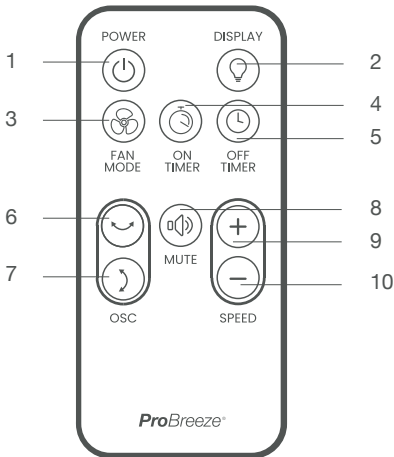 POWER DISPLAY
1 2
3 4
5
FAN MODE ON TIMER OFF TIMER
6 8
9
7 MUTE 10
OSC SPEED
ProBreeze®